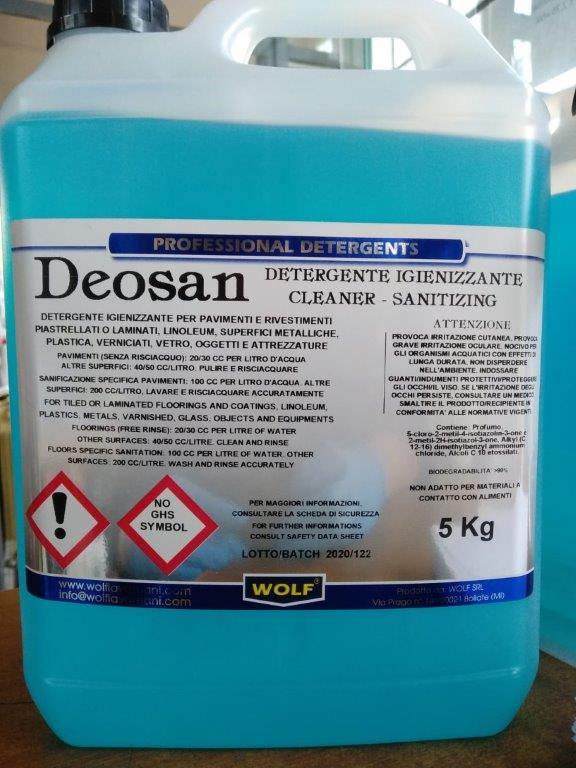 PROFESSIONAL DETERGENTS
Deosan
DETERGENTE IGIENIZZANTE
CLEANER - SANITIZING
DETERGENTE IGIENIZZANTE PER PAVIMENTI E RIVESTIMENTI
PIASTRELLATI O LAMINATI, LINOLEUM, SUPERFICI METALLICHE,
PLASTICA, VERNICIATI, VETRO, OGGETTI E ATTREZZATURE
PAVIMENTI (SENZA RISCIACQUO): 20/30 CC PER LITRO D'ACQUA
ALTRE SUPERFICI: 40/50 CC/LITRO. PULIRE E RISCIACQUARE
SANIFICAZIONE SPECIFICA PAVIMENTI: 100 CC PER LITRO D'ACQUA. ALTRE
SUPERFICI: 200 CC/LITRO, LAVARE E RISCIACQUARE ACCURATAMENTE
FOR TILED OR LAMINATED FLOORINGS AND COATINGS, LINOLEUM,
PLASTICS, METALS, VARNISHED, GLASS, OBJECTS AND EQUIPMENTS
FLOORINGS (FREE RINSE): 20/30 CC PER LITRE OF WATER
OTHER SURFACES: 40/50 CC/LITRE. CLEAN AND RINSE
FLOORS SPECIFIC SANITATION: 100 CC PER LITRE OF WATER. OTHER
SURFACES: 200 CC/LITRE. WASH AND RINSE ACCURATELY
ATTENZIONE
PROVOCA IRRITAZIONE CUTANEA. PROVOCA
GRAVE IRRITAZIONE OCULARE. NOCIVO PER
GLI ORGANISMI ACQUATICI CON EFFETTI DI
LUNGA DURATA. NON DISPERDERE
NELL'AMBIENTE. INDOSSARE
GUANTI/INDUMENTI PROTETTIVI/PROTEGGERE
GLI OCCHI/IL VISO. SE L'IRRITAZIONE DEGLI
OCCHI PERSISTE, CONSULTARE UN MEDICO.
SMALTIRE IL PRODOTTO/RECIPIENTE IN
CONFORMITA' ALLE NORMATIVE VIGENTI
Contiene: Profumo,
5-cloro-2-metil-4-isotiazolin-3-one e
2-metil-2H-isotiazol-3-one, Alkyl (C
12-16) dimethylbenzyl ammonium
chloride, Alcoli C 10 etossilati.
BIODEGRADABILITA' >90%
NON ADATTO PER MATERIALI A
CONTATTO CON ALIMENTI
!
NO
GHS
SYMBOL
PER MAGGIORI INFORMAZIONI,
CONSULTARE LA SCHEDA DI SICUREZZA
FOR FURTHER INFORMATIONS
CONSULT SAFETY DATA SHEET
LOTTO/BATCH 2020/122
5 Kg
WOLF®
Prodotto da: WOLF SRL
Via Praga n° 20021 Bollate (MI)